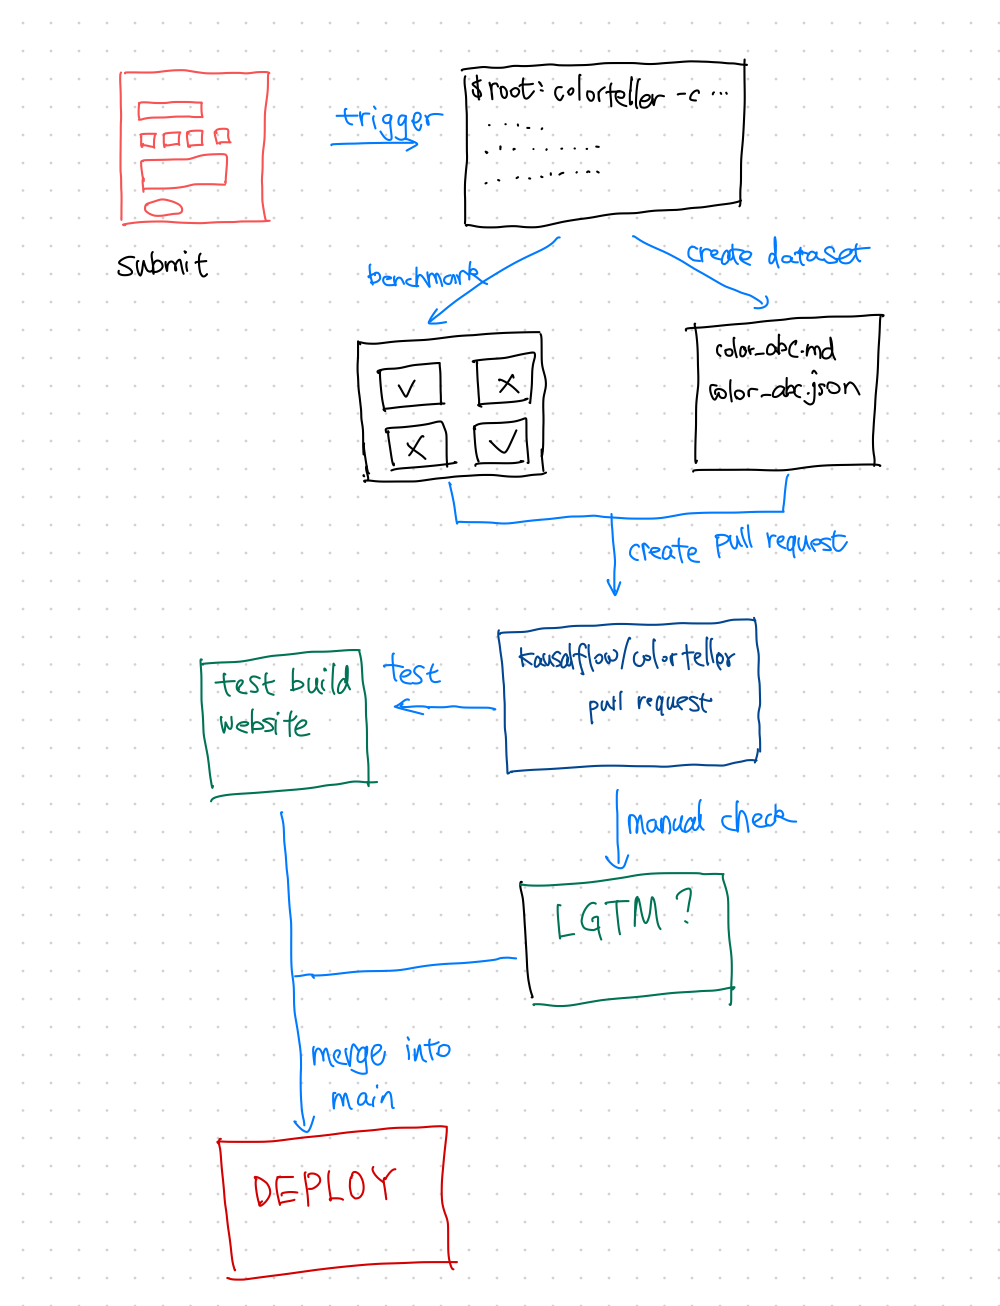 $root: colorteller -c ...
trigger
submit
benchmark
create dataset
color_abc.md
color_abc.json
create pull request
kausalflow/colorteller
pull request
test
test build
website
manual check
LGTM?
merge into
main
DEPLOY